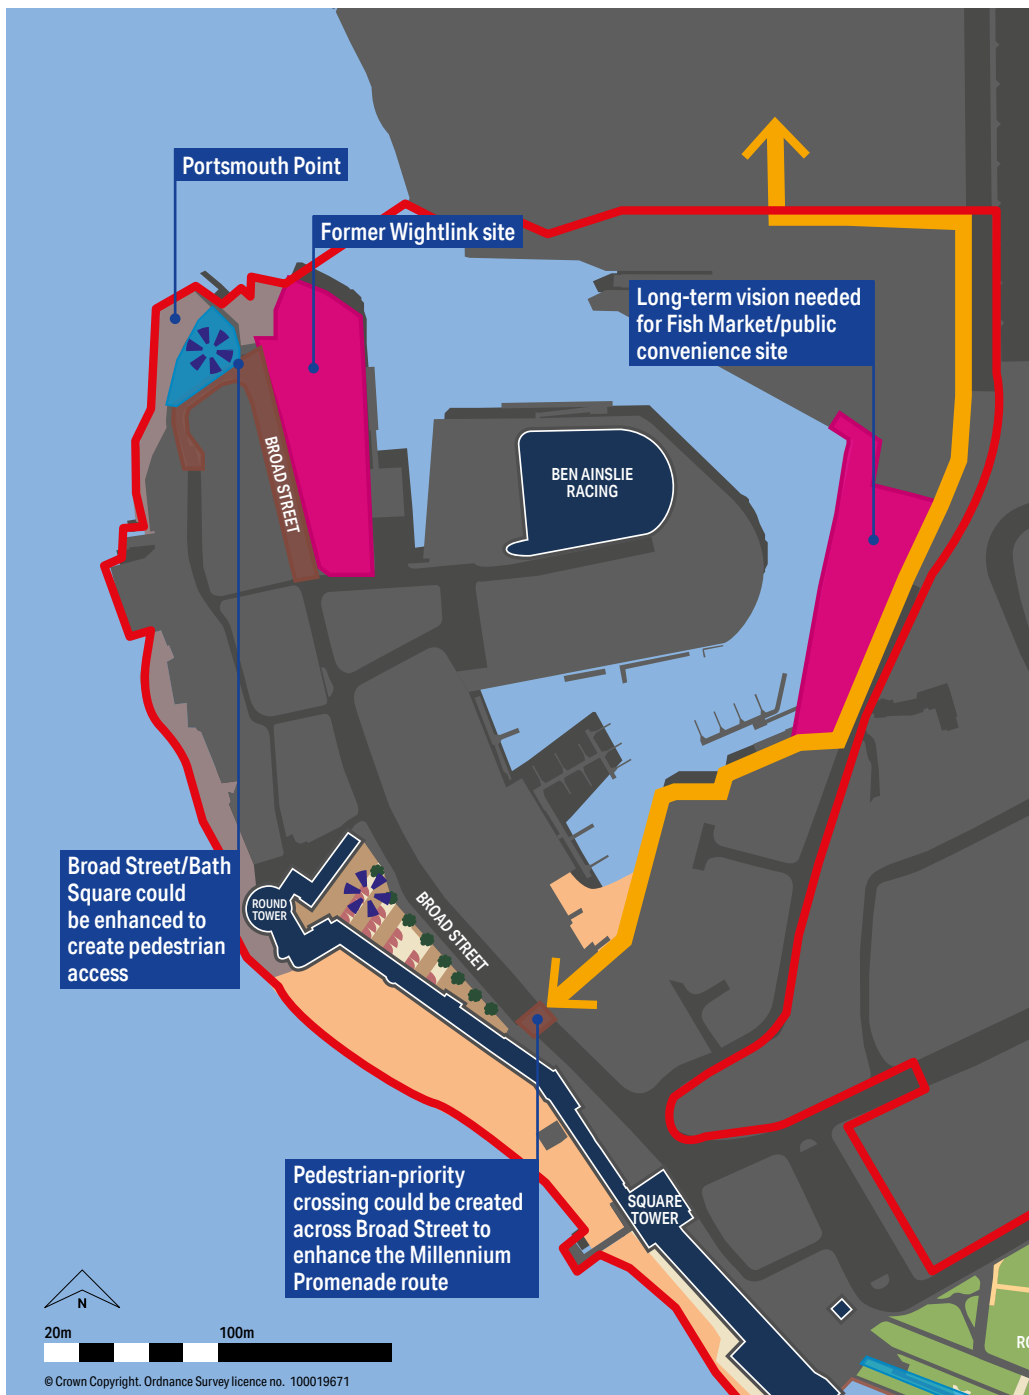 Portsmouth Point
Former Wightlink site
Long-term vision needed
for Fish Market/public
convenience site
BEN AINSLIE
RACING
BROAD STREET
Broad Street/Bath
Square could
be enhanced to
create pedestrian
access
ROUND
TOWER
BROAD STREET
Pedestrian-priority
crossing could be created
across Broad Street to
enhance the Millennium
Promenade route
SQUARE
TOWER
N
20m 100m
© Crown Copyright. Ordnance Survey licence no. 100019671